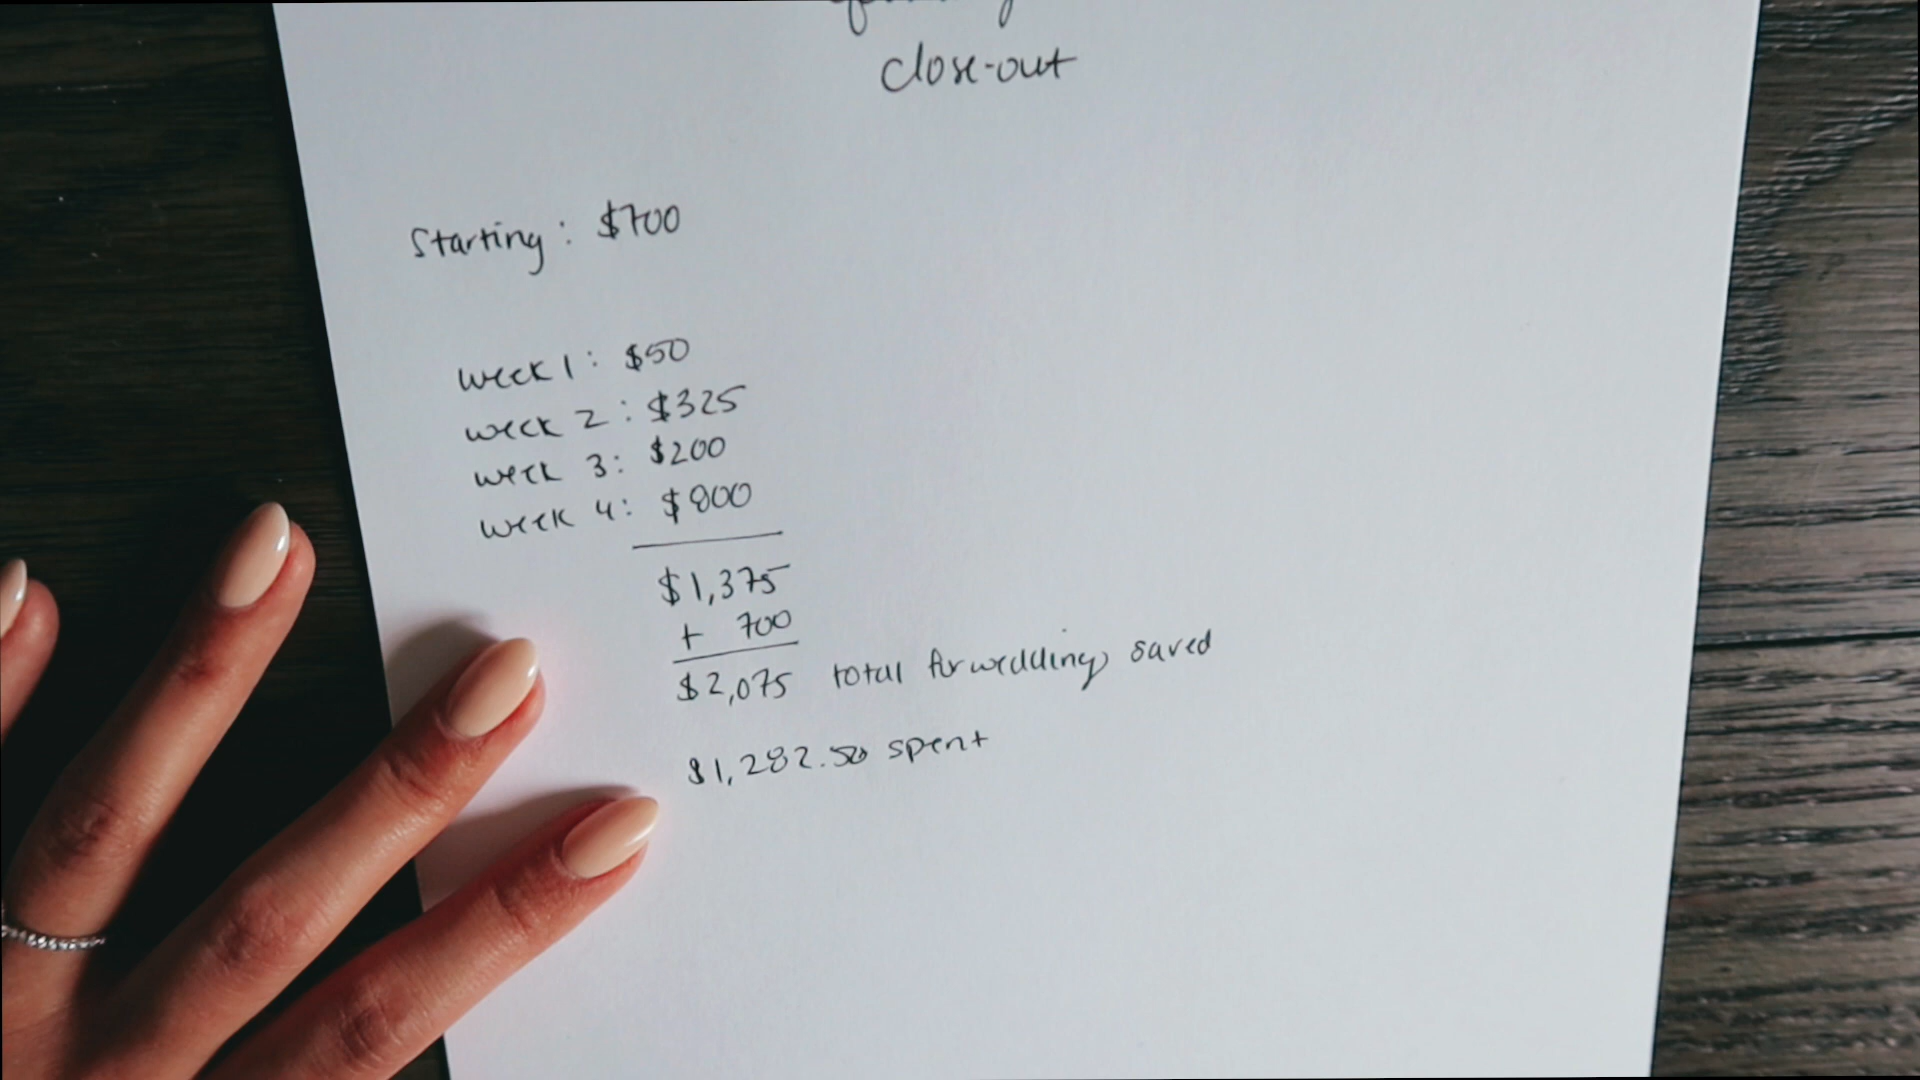 close-out
Starting: $700
week 1: $50
week 2: $325
week 3: $200
week 4: $800
$1,375
+ 700
$2,075 total for wedding saved
$1,282.50 spent